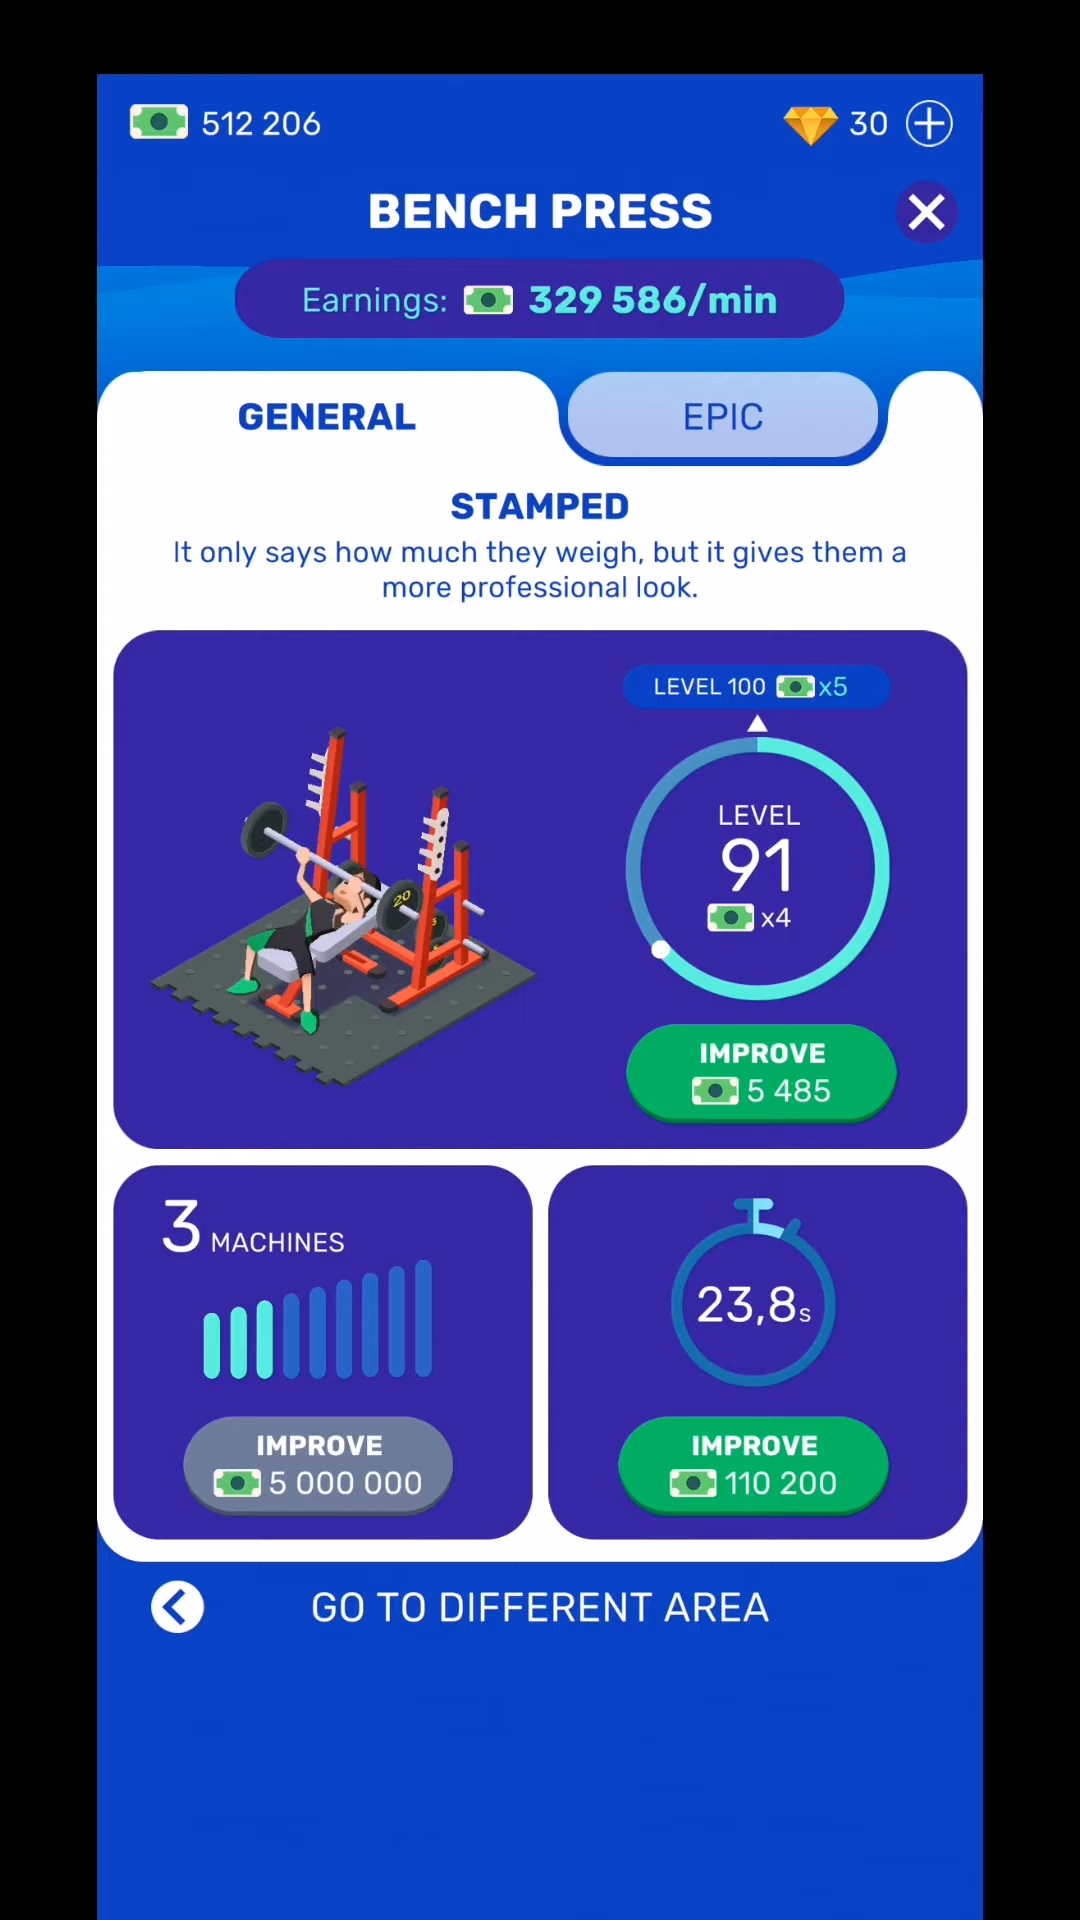 512 206
30
BENCH PRESS
Earnings: 329 586/min
GENERAL
EPIC
STAMPED
It only says how much they weigh, but it gives them a
more professional look.
LEVEL 100 x5
LEVEL
91
x4
20
IMPROVE
5 485
3 MACHINES
IMPROVE
5 000 000
23,8s
IMPROVE
110 200
GO TO DIFFERENT AREA